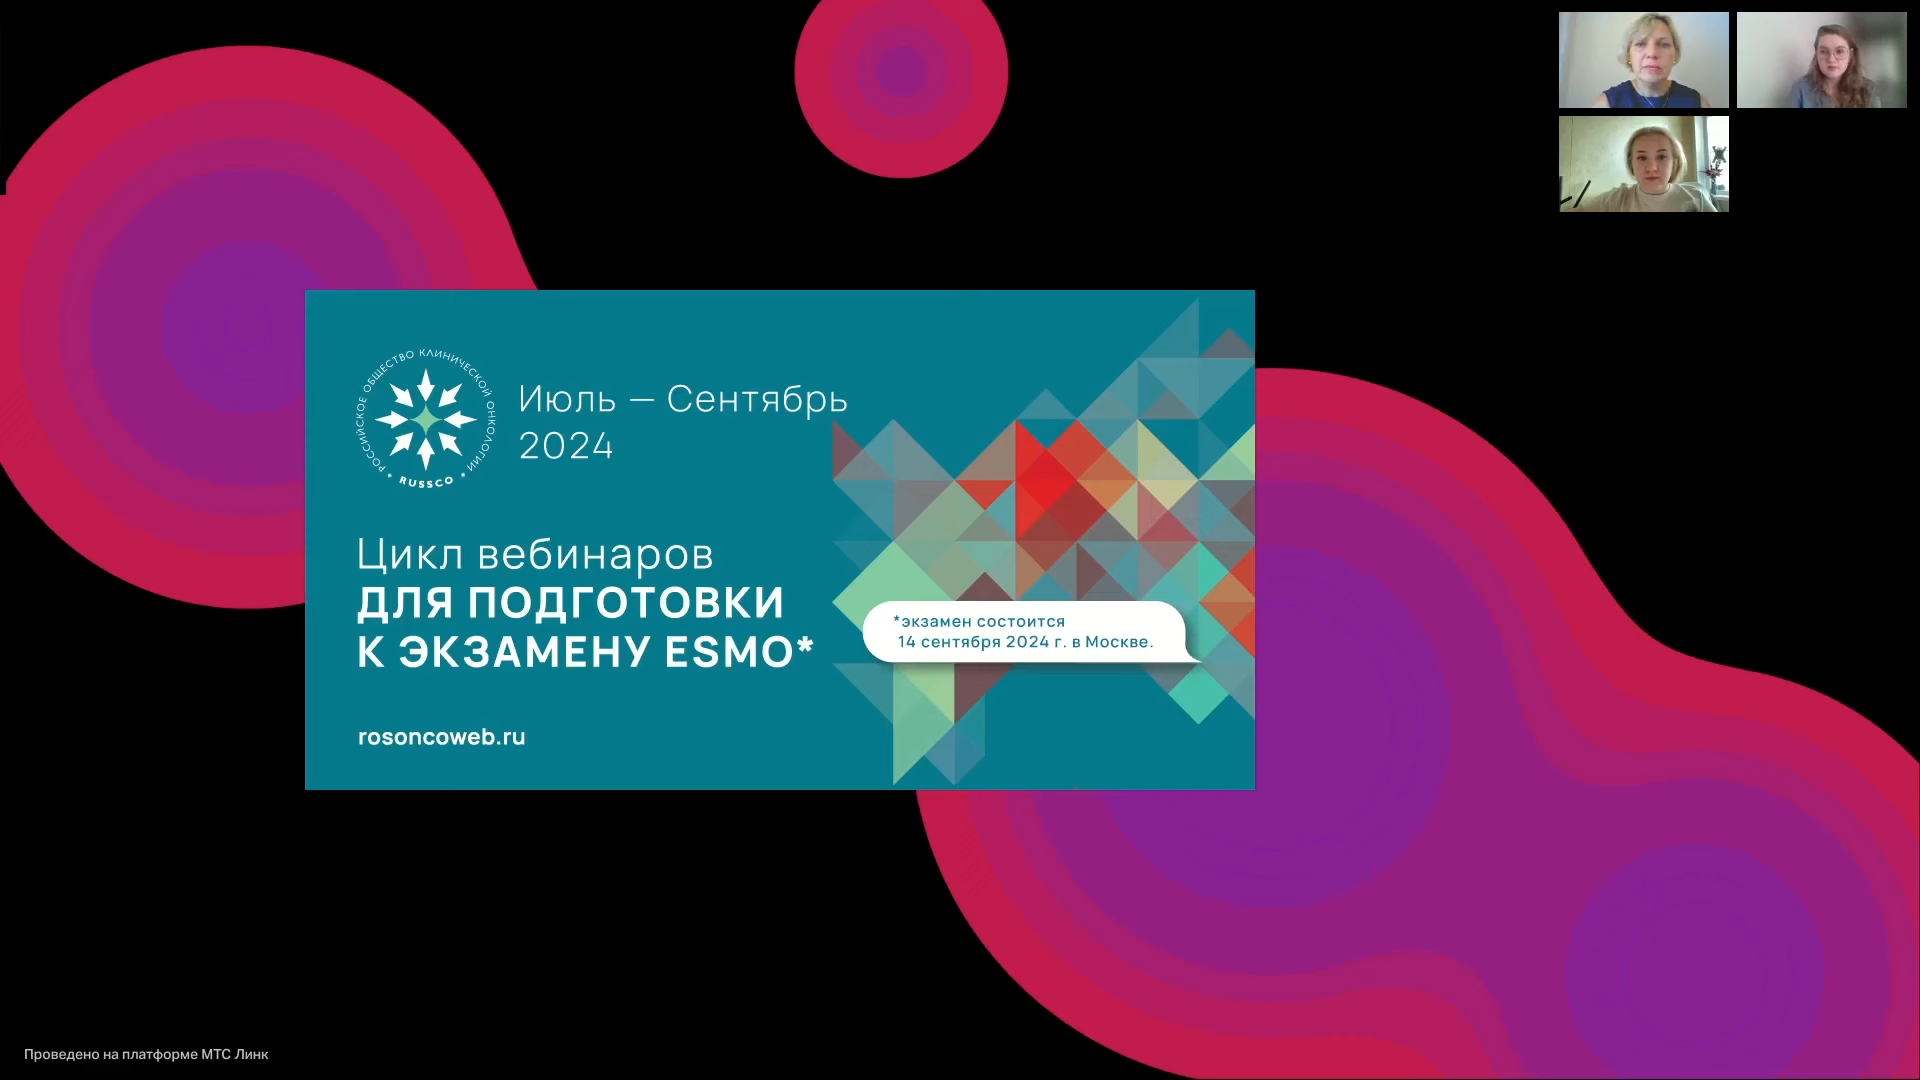 РОССИЙСКОЕ ОБЩЕСТВО КЛИНИЧЕСКОЙ ОНКОЛОГИИ
* RUSSCO *
Июль — Сентябрь
2024
Цикл вебинаров
ДЛЯ ПОДГОТОВКИ
К ЭКЗАМЕНУ ESMO*
*экзамен состоится
14 сентября 2024 г. в Москве.
rosoncoweb.ru
Проведено на платформе МТС Линк